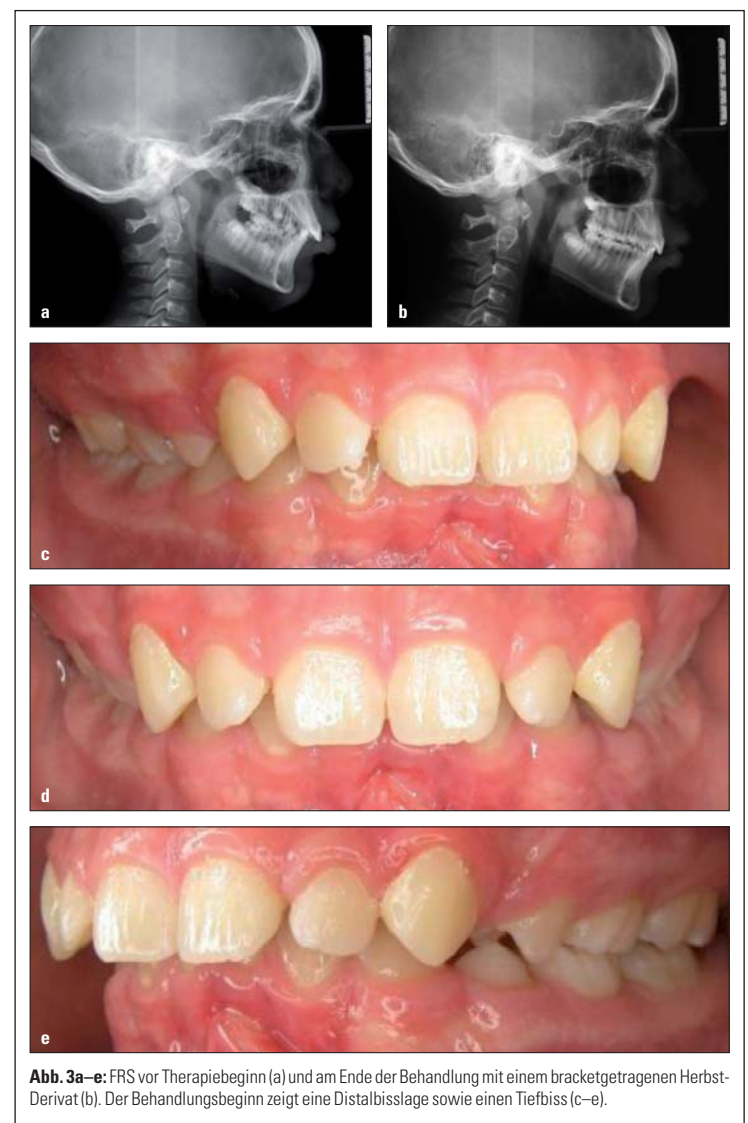 a
b
c
d
e
Abb. 3a–e: FRS vor Therapiebeginn (a) und am Ende der Behandlung mit einem bracketgetragenen Herbst-
Derivat (b). Der Behandlungsbeginn zeigt eine Distalbisslage sowie einen Tiefbiss (c–e).